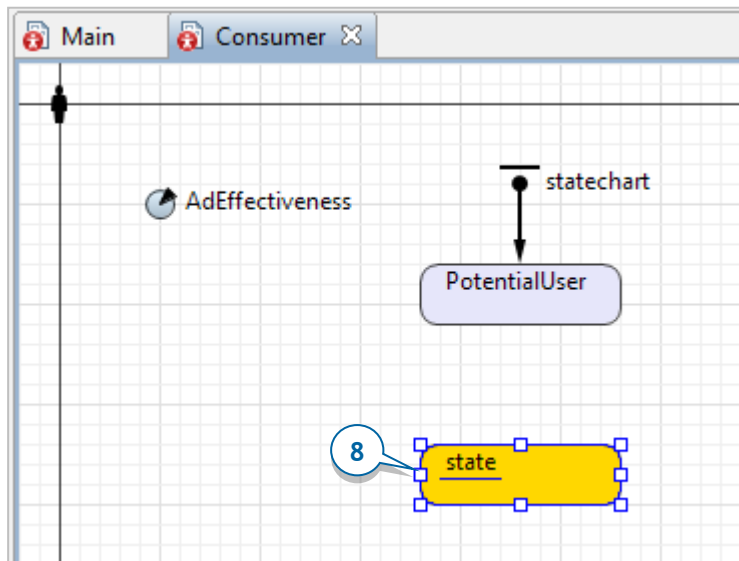 Main
Consumer
statechart
AdEffectiveness
PotentialUser
8
state